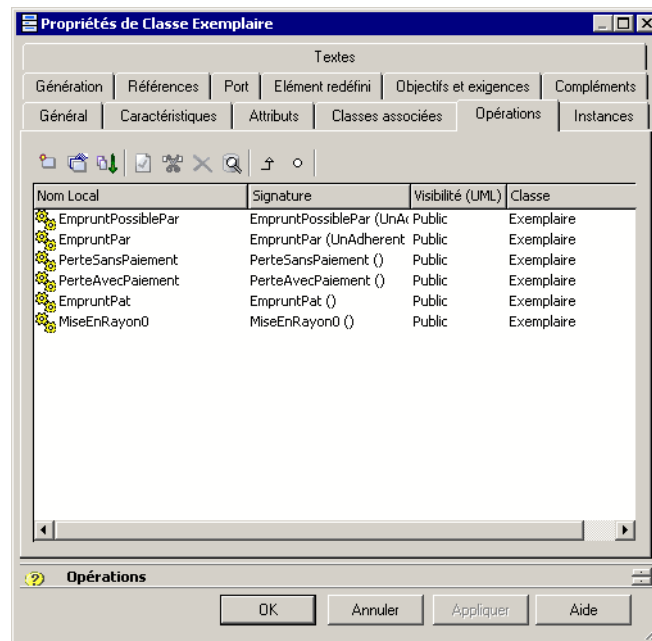 Propriétés de Classe Exemplaire
Textes
Génération Références Port Elément redéfini Objectifs et exigences Compléments
Général Caractéristiques Attributs Classes associées Opérations Instances
Nom Local Signature Visibilité (UML) Classe
EmpruntPossiblePar EmpruntPossiblePar (UnAd Public Exemplaire
EmpruntPar EmpruntPar (UnAdherent Public Exemplaire
PerteSansPaiement PerteSansPaiement () Public Exemplaire
PerteAvecPaiement PerteAvecPaiement () Public Exemplaire
EmpruntPat EmpruntPat () Public Exemplaire
MiseEnRayon0 MiseEnRayon0 () Public Exemplaire
Opérations
OK Annuler Appliquer Aide